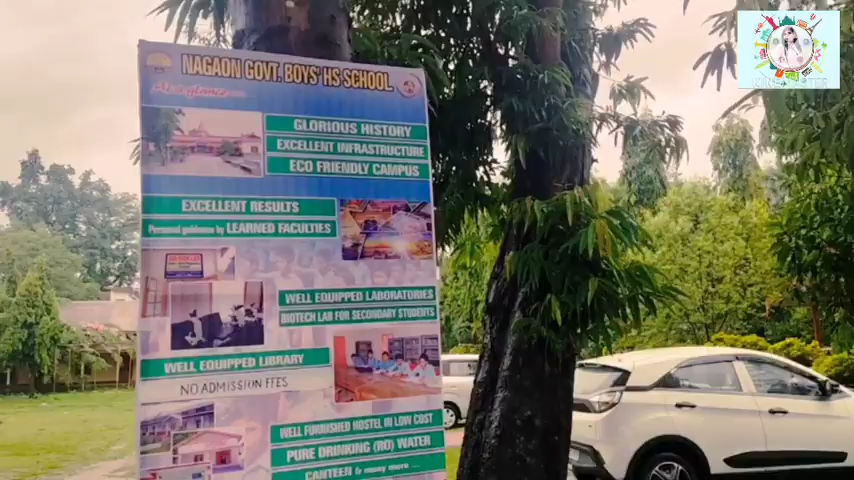 NAGAON GOVT. BOYS' HS SCHOOL
At a glance....
GLORIOUS HISTORY
EXCELLENT INFRASTRUCTURE
ECO FRIENDLY CAMPUS
EXCELLENT RESULTS
Personal guidance by LEARNED FACULTIES
WELL EQUIPPED LABORATORIES
BIOTECH LAB FOR SECONDARY STUDENTS
WELL EQUIPPED LIBRARY
NO ADMISSION FEES
WELL FURNISHED HOSTEL IN LOW COST
PURE DRINKING (RO) WATER
CANTEEN & many more ....